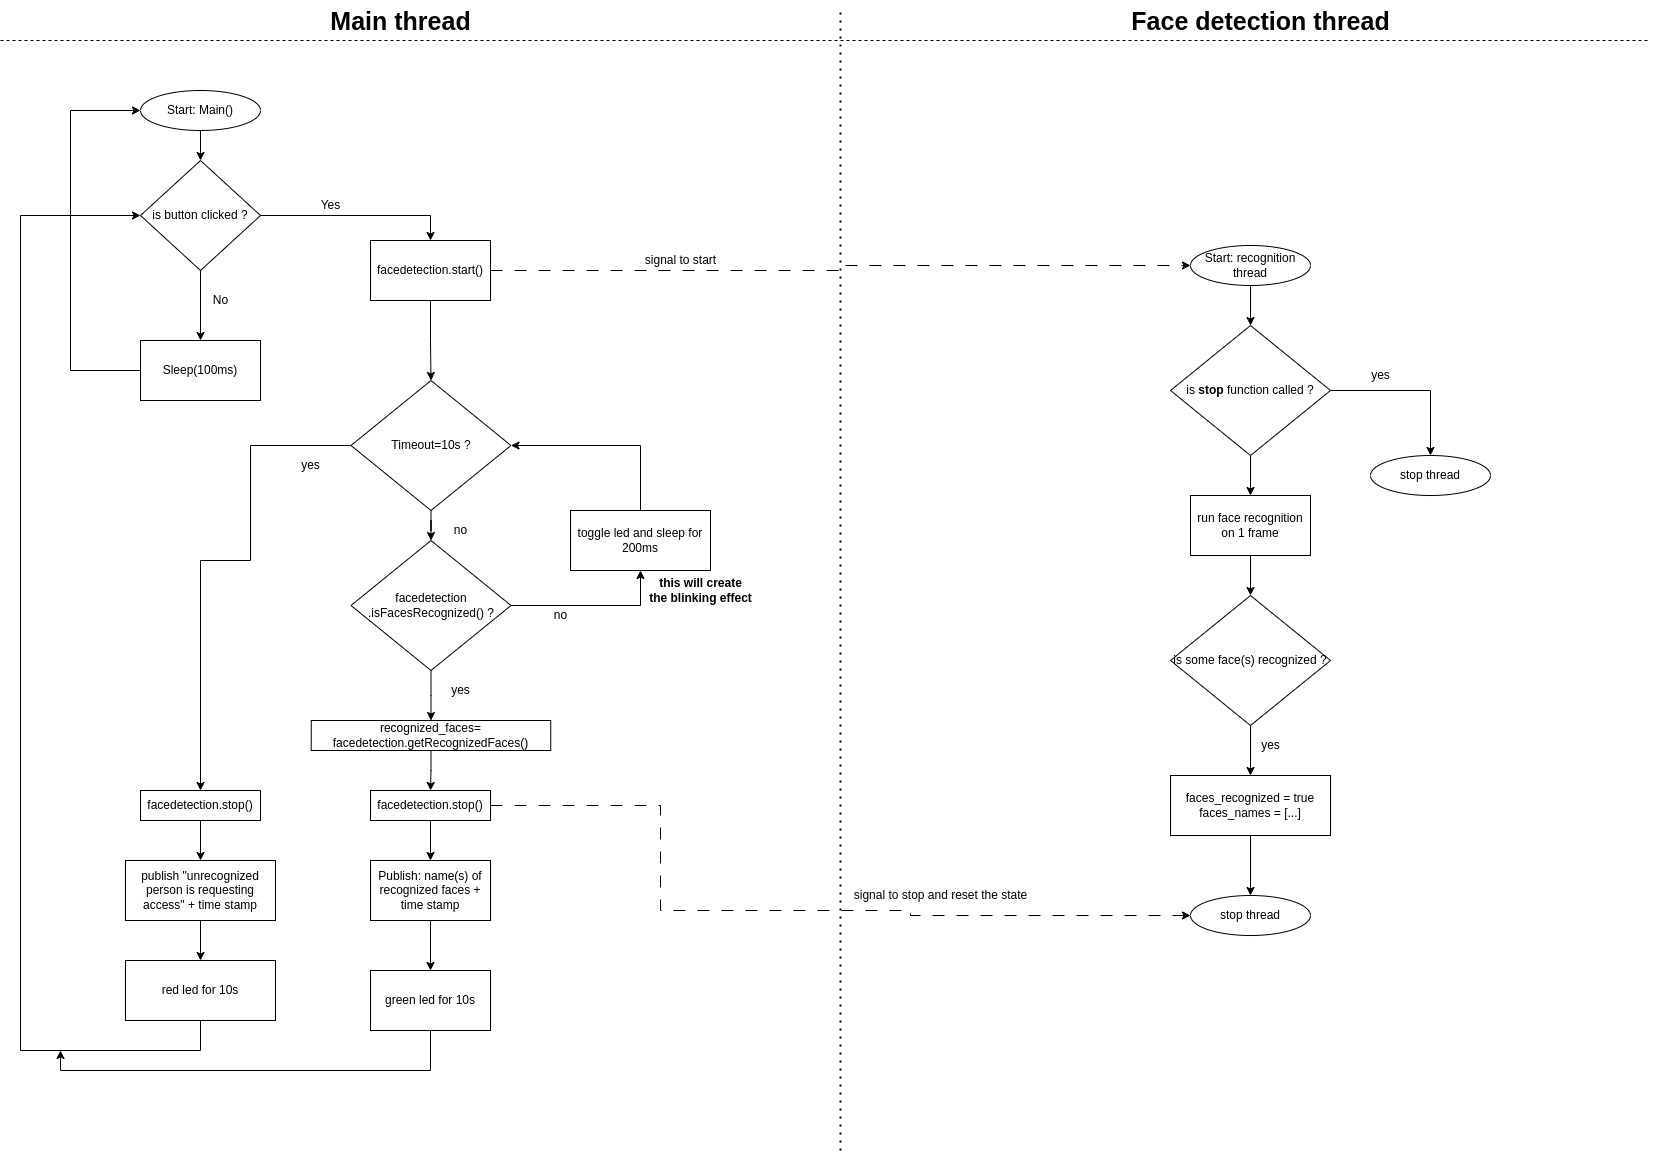 Main thread
Face detection thread
Start: Main()
is button clicked ?
Yes
No
Sleep(100ms)
facedetection.start()
signal to start
Timeout=10s ?
yes
no
toggle led and sleep for
200ms
this will create
the blinking effect
facedetection
.isFacesRecognized() ?
no
yes
recognized_faces=
facedetection.getRecognizedFaces()
facedetection.stop()
facedetection.stop()
publish "unrecognized
person is requesting
access" + time stamp
Publish: name(s) of
recognized faces +
time stamp
red led for 10s
green led for 10s
signal to stop and reset the state
Start: recognition
thread
is stop function called ?
yes
stop thread
run face recognition
on 1 frame
is some face(s) recognized ?
yes
faces_recognized = true
faces_names = [...]
stop thread